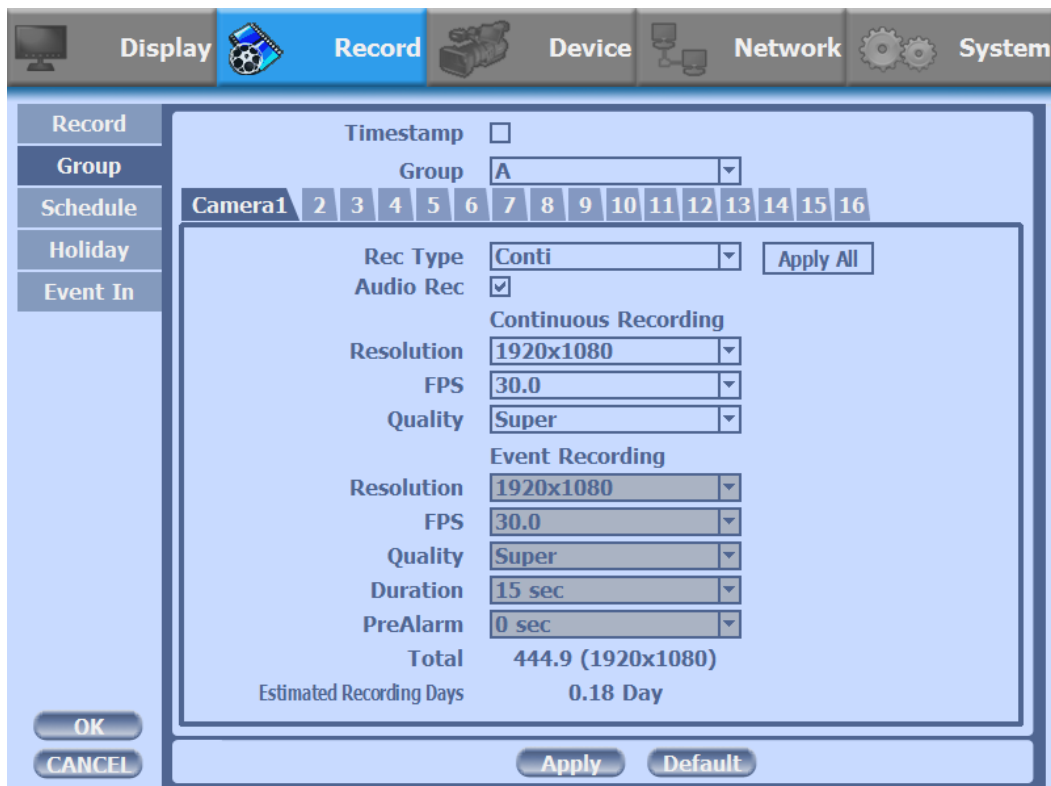 Display Record Device Network System
Record
Group
Schedule
Holiday
Event In
Timestamp
Group A
Camera1 2 3 4 5 6 7 8 9 10 11 12 13 14 15 16
Rec Type Conti Apply All
Audio Rec
Continuous Recording
Resolution 1920x1080
FPS 30.0
Quality Super
Event Recording
Resolution 1920x1080
FPS 30.0
Quality Super
Duration 15 sec
PreAlarm 0 sec
Total 444.9 (1920x1080)
Estimated Recording Days 0.18 Day
OK
CANCEL
Apply Default